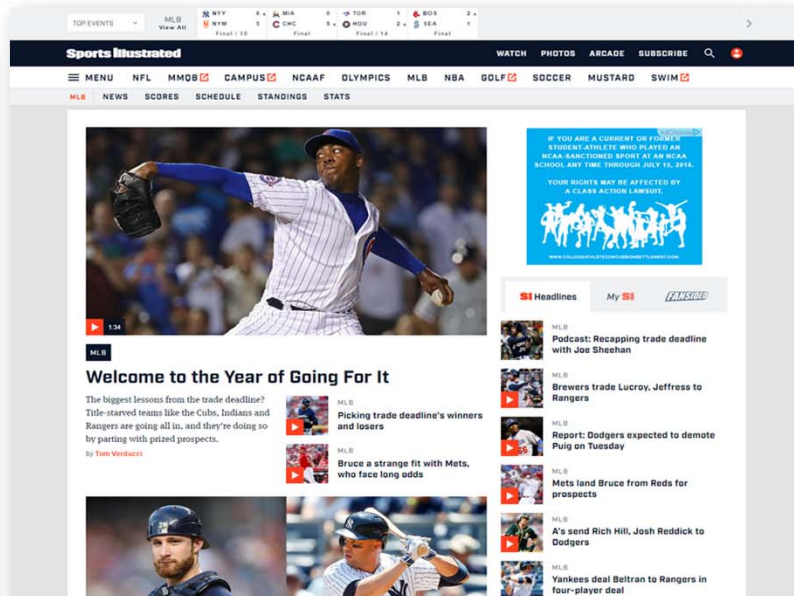 TOP EVENTS
MLB
View All
NYY 6
NYM 5
Final / 10
MIA 0
CHC 5
Final
TOR 1
HOU 2
Final / 14
BOS 2
SEA 1
Final
Sports Illustrated
WATCH PHOTOS ARCADE SUBSCRIBE
MENU NFL MMQB CAMPUS NCAAF OLYMPICS MLB NBA GOLF SOCCER MUSTARD SWIM
MLB NEWS SCORES SCHEDULE STANDINGS STATS
1:34
MLB
Welcome to the Year of Going For It
The biggest lessons from the trade deadline?
Title-starved teams like the Cubs, Indians and
Rangers are going all in, and they're doing so
by parting with prized prospects.
by Tom Verducci
MLB
Picking trade deadline's winners
and losers
MLB
Bruce a strange fit with Mets,
who face long odds
AdChoices
IF YOU ARE A CURRENT OR FORMER
STUDENT-ATHLETE WHO PLAYED AN
NCAA-SANCTIONED SPORT AT AN NCAA
SCHOOL ANY TIME THROUGH JULY 15, 2016,
YOUR RIGHTS MAY BE AFFECTED BY
A CLASS ACTION LAWSUIT.
SI Headlines
My SI
FANSIDED
MLB
Podcast: Recapping trade deadline
with Joe Sheehan
MLB
Brewers trade Lucroy, Jeffress to
Rangers
MLB
Report: Dodgers expected to demote
Puig on Tuesday
MLB
Mets land Bruce from Reds for
prospects
MLB
A's send Rich Hill, Josh Reddick to
Dodgers
MLB
Yankees deal Beltran to Rangers in
four-player deal